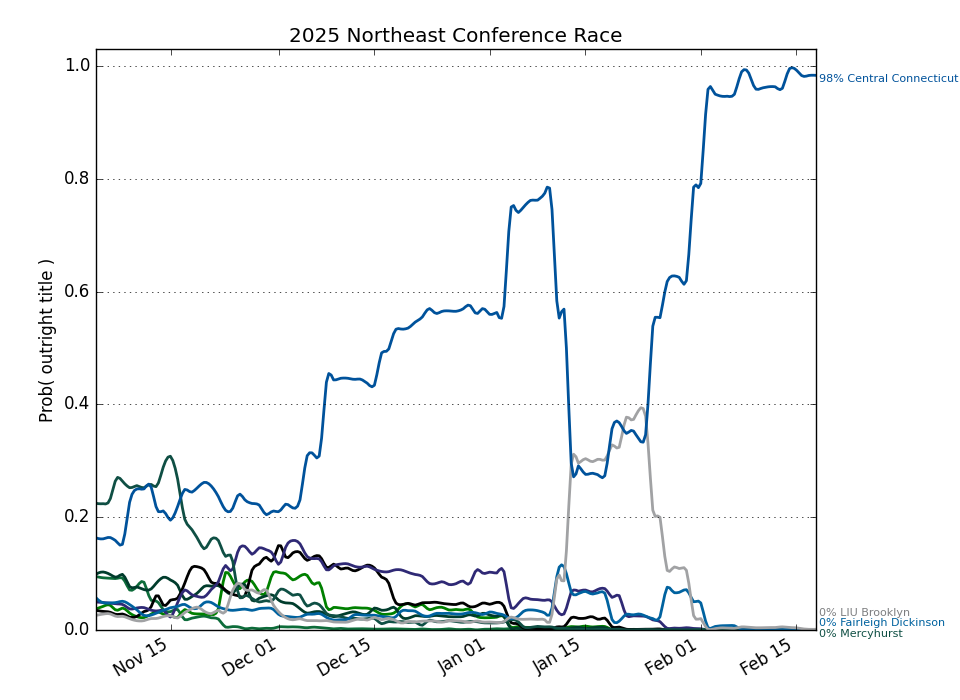 2025 Northeast Conference Race
Prob( outright title )
1.0
0.8
0.6
0.4
0.2
0.0
98% Central Connecticut
0% LIU Brooklyn
0% Fairleigh Dickinson
0% Mercyhurst
Nov 15
Dec 01
Dec 15
Jan 01
Jan 15
Feb 01
Feb 15